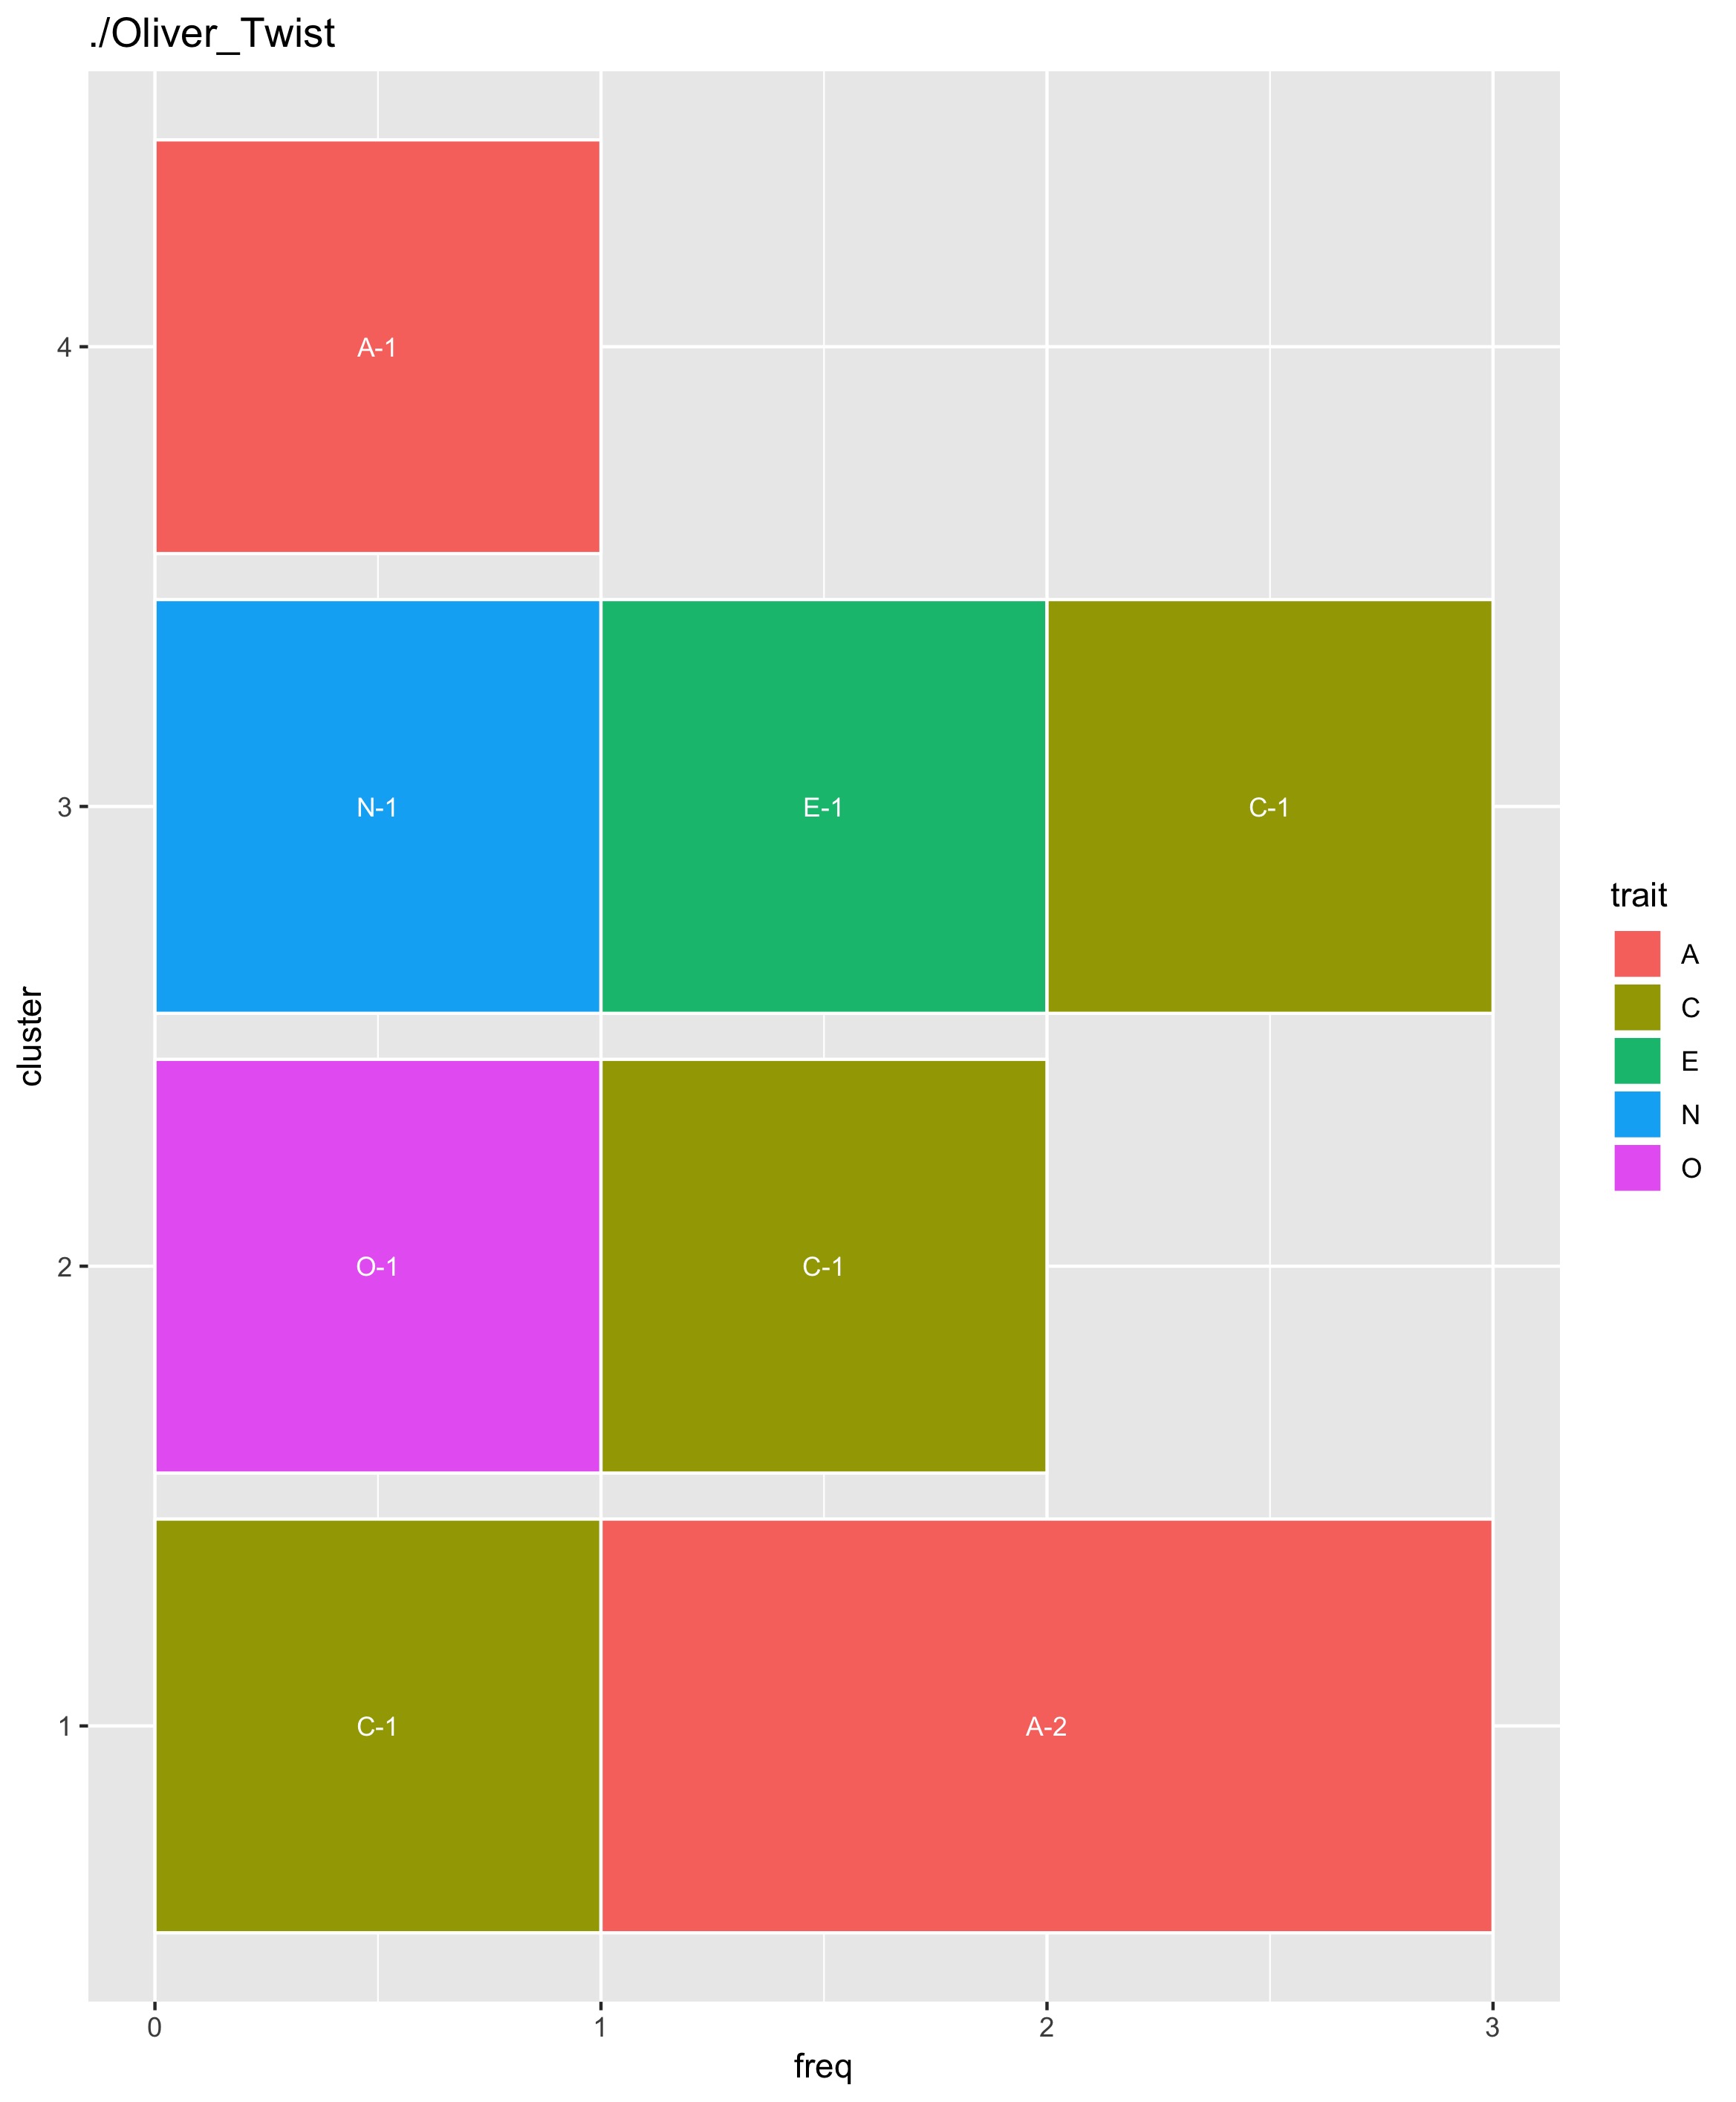 ./Oliver_Twist
4
A-1
3
N-1 E-1 C-1
2
O-1 C-1
1
C-1 A-2
0 1 2 3
freq
cluster
trait
A
C
E
N
O